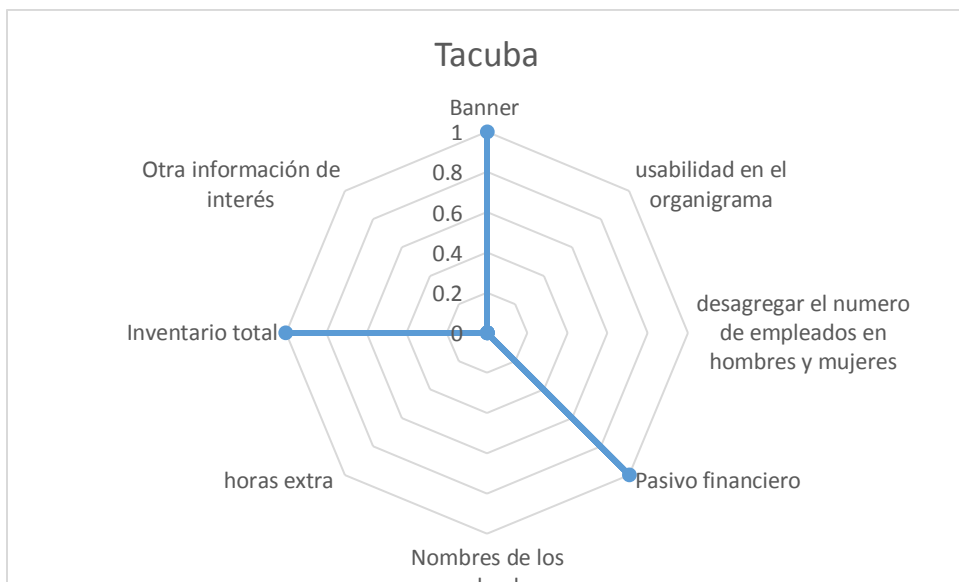 Tacuba
Banner
1
0.8
0.6
0.4
0.2
0
usabilidad en el
organigrama
desagregar el numero
de empleados en
hombres y mujeres
Pasivo financiero
Nombres de los
horas extra
Inventario total
Otra información de
interés